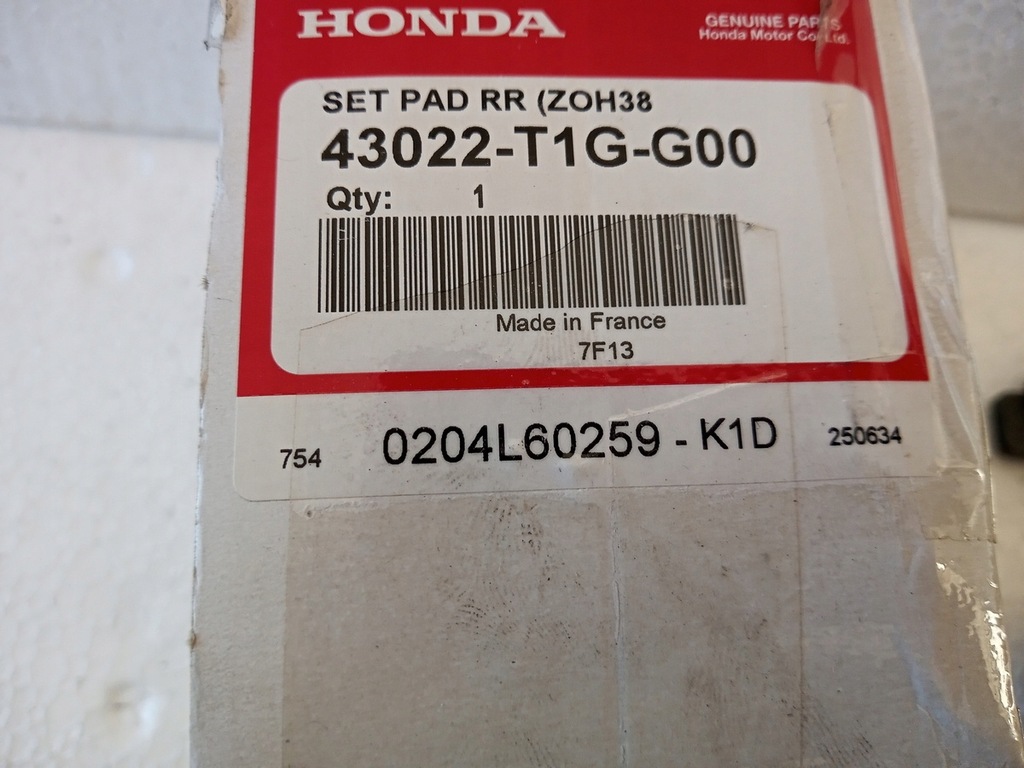 HONDA
GENUINE PARTS
Honda Motor Co., Ltd.
SET PAD RR (ZOH38
43022-T1G-G00
Qty: 1
Made in France
7F13
754 0204L60259 - K1D 250634